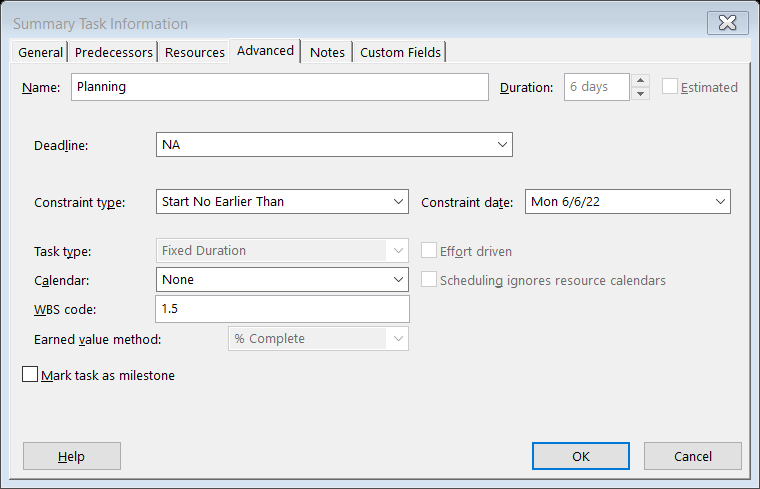 Summary Task Information
General Predecessors Resources Advanced Notes Custom Fields
Name: Planning Duration: 6 days Estimated
Deadline: NA
Constraint type: Start No Earlier Than Constraint date: Mon 6/6/22
Task type: Fixed Duration Effort driven
Calendar: None Scheduling ignores resource calendars
WBS code: 1.5
Earned value method: % Complete
Mark task as milestone
Help OK Cancel